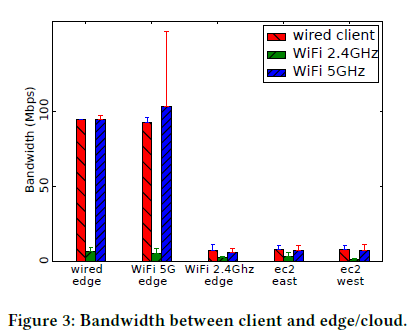 wired client
WiFi 2.4GHz
WiFi 5GHz
Bandwidth (Mbps)
100
50
0
wired edge
WiFi 5G edge
WiFi 2.4Ghz edge
ec2 east
ec2 west
Figure 3: Bandwidth between client and edge/cloud.